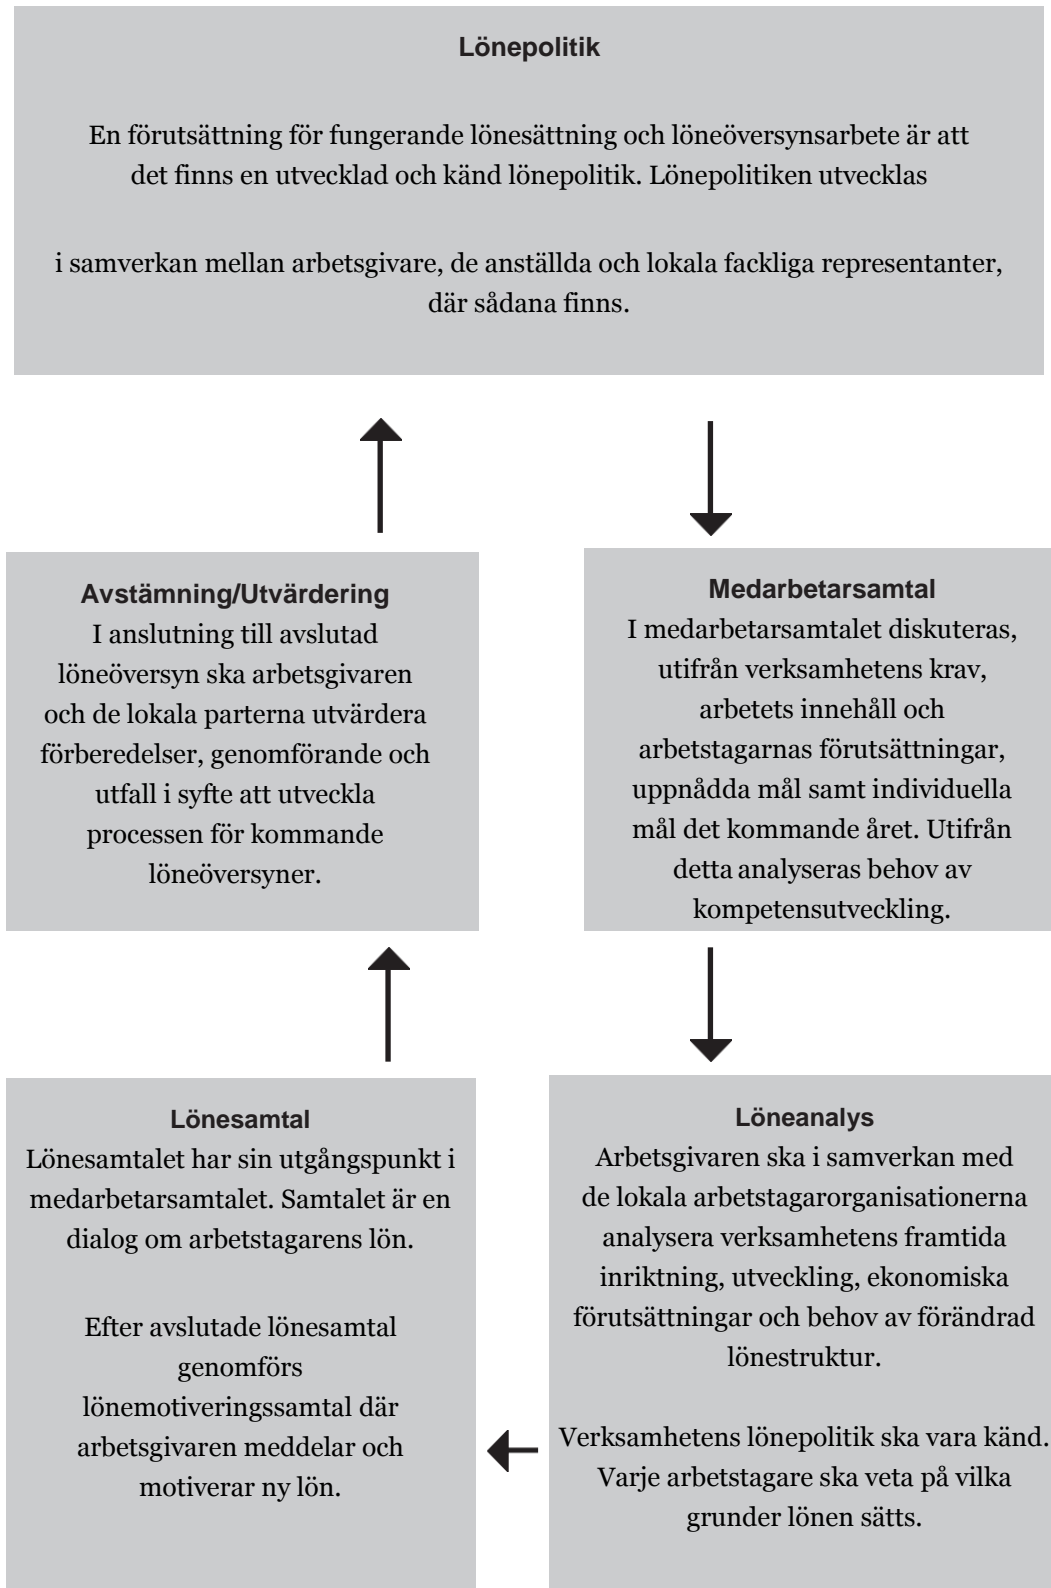 Lönepolitik
En förutsättning för fungerande lönesättning och löneöversynsarbete är att
det finns en utvecklad och känd lönepolitik. Lönepolitiken utvecklas
i samverkan mellan arbetsgivare, de anställda och lokala fackliga representanter,
där sådana finns.
Medarbetarsamtal
I medarbetarsamtalet diskuteras,
utifrån verksamhetens krav,
arbetets innehåll och
arbetstagarnas förutsättningar,
uppnådda mål samt individuella
mål det kommande året. Utifrån
detta analyseras behov av
kompetensutveckling.
Löneanalys
Arbetsgivaren ska i samverkan med
de lokala arbetstagarorganisationerna
analysera verksamhetens framtida
inriktning, utveckling, ekonomiska
förutsättningar och behov av förändrad
lönestruktur.
Verksamhetens lönepolitik ska vara känd.
Varje arbetstagare ska veta på vilka
grunder lönen sätts.
Lönesamtal
Lönesamtalet har sin utgångspunkt i
medarbetarsamtalet. Samtalet är en
dialog om arbetstagarens lön.
Efter avslutade lönesamtal
genomförs
lönemotiveringssamtal där
arbetsgivaren meddelar och
motiverar ny lön.
Avstämning/Utvärdering
I anslutning till avslutad
löneöversyn ska arbetsgivaren
och de lokala parterna utvärdera
förberedelser, genomförande och
utfall i syfte att utveckla
processen för kommande
löneöversyner.